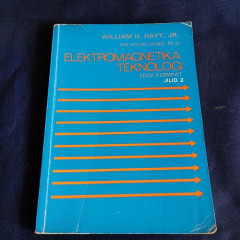 WILLIAM H. HAYT, JR.
ELEKTROMAGNETIKA
TEKNOLOGI
EDISI KEEMPAT
JILID 2